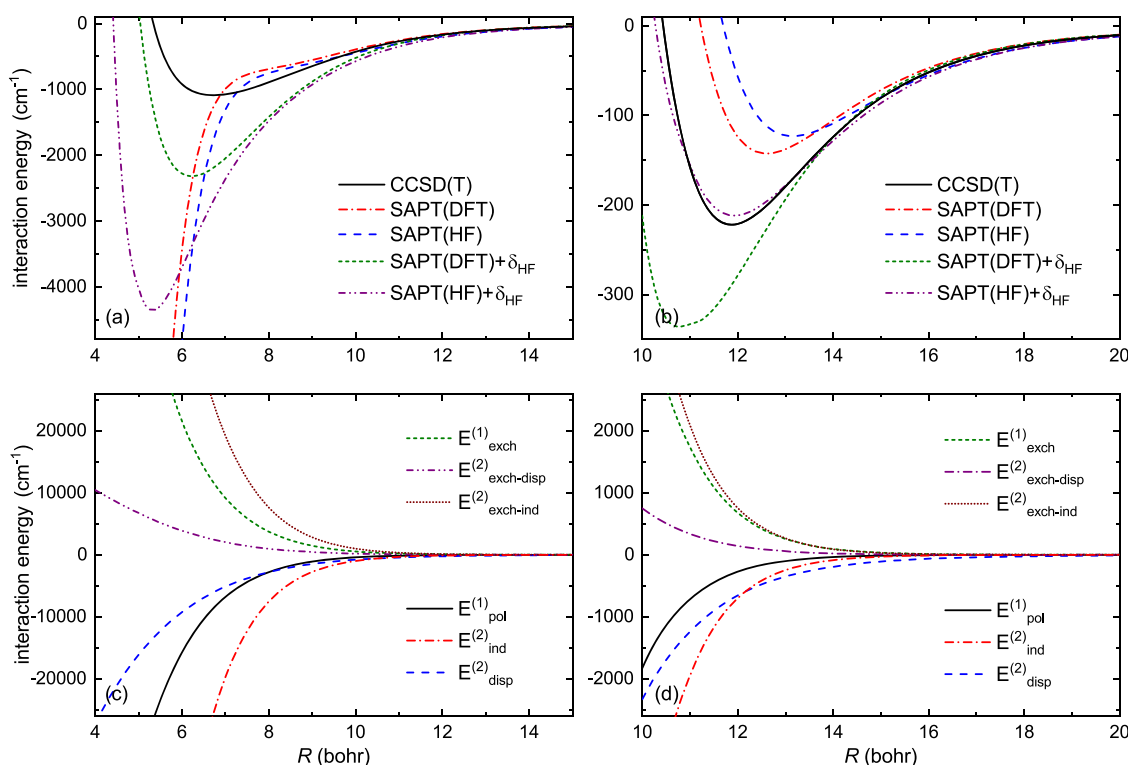 interaction energy (cm⁻¹)
0
-1000
-2000
-3000
-4000
CCSD(T)
SAPT(DFT)
SAPT(HF)
SAPT(DFT)+δHF
SAPT(HF)+δHF
(a)
4 6 8 10 12 14
0
-100
-200
-300
CCSD(T)
SAPT(DFT)
SAPT(HF)
SAPT(DFT)+δHF
SAPT(HF)+δHF
(b)
10 12 14 16 18 20
interaction energy (cm⁻¹)
20000
10000
0
-10000
-20000
E(1)exch
E(2)exch-disp
E(2)exch-ind
E(1)pol
E(2)ind
E(2)disp
(c)
4 6 8 10 12 14
R (bohr)
2000
1000
0
-1000
-2000
E(1)exch
E(2)exch-disp
E(2)exch-ind
E(1)pol
E(2)ind
E(2)disp
(d)
10 12 14 16 18 20
R (bohr)